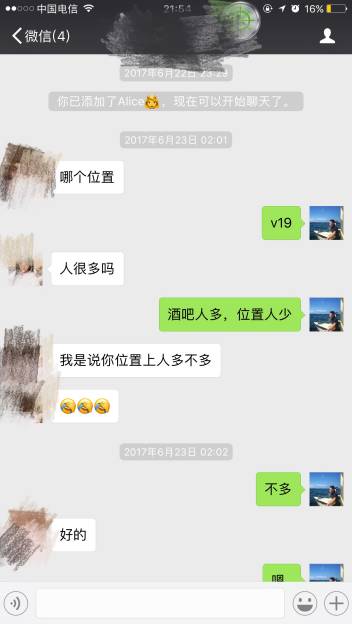 中国电信 21:54 16%
微信(4)
2017年6月22日 23:29
你已添加了Alice👸，现在可以开始聊天了。
2017年6月23日 02:01
哪个位置
v19
人很多吗
酒吧人多，位置人少
我是说你位置上人多不多
🤣🤣🤣
2017年6月23日 02:02
不多
好的
嗯